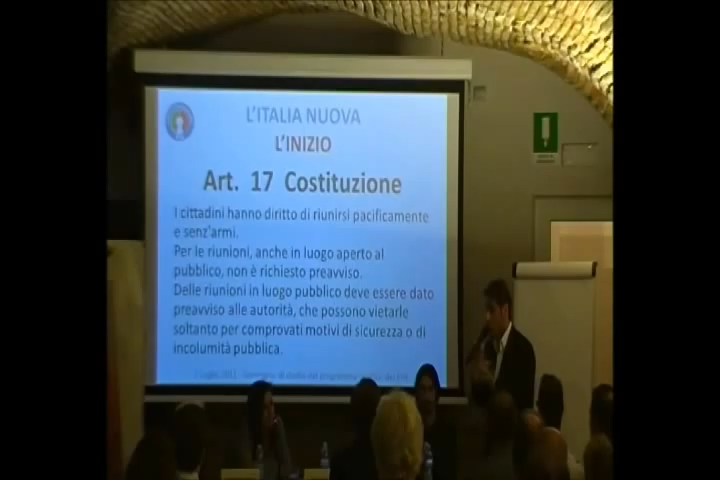 L'ITALIA NUOVA
L'INIZIO
Art. 17 Costituzione
I cittadini hanno diritto di riunirsi pacificamente
e senz'armi.
Per le riunioni, anche in luogo aperto al
pubblico, non è richiesto preavviso.
Delle riunioni in luogo pubblico deve essere dato
preavviso alle autorità, che possono vietarle
soltanto per comprovati motivi di sicurezza o di
incolumità pubblica.